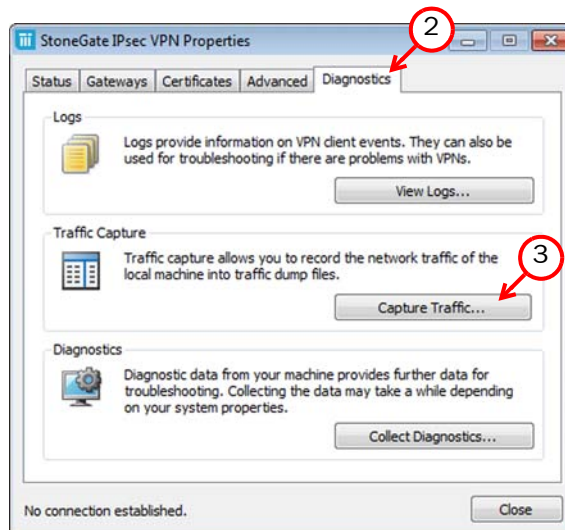 2
StoneGate IPsec VPN Properties
Status Gateways Certificates Advanced Diagnostics
Logs
Logs provide information on VPN client events. They can also be
used for troubleshooting if there are problems with VPNs.
View Logs...
Traffic Capture
Traffic capture allows you to record the network traffic of the
local machine into traffic dump files.
3
Capture Traffic...
Diagnostics
Diagnostic data from your machine provides further data for
troubleshooting. Collecting the data may take a while depending
on your system properties.
Collect Diagnostics...
No connection established.
Close